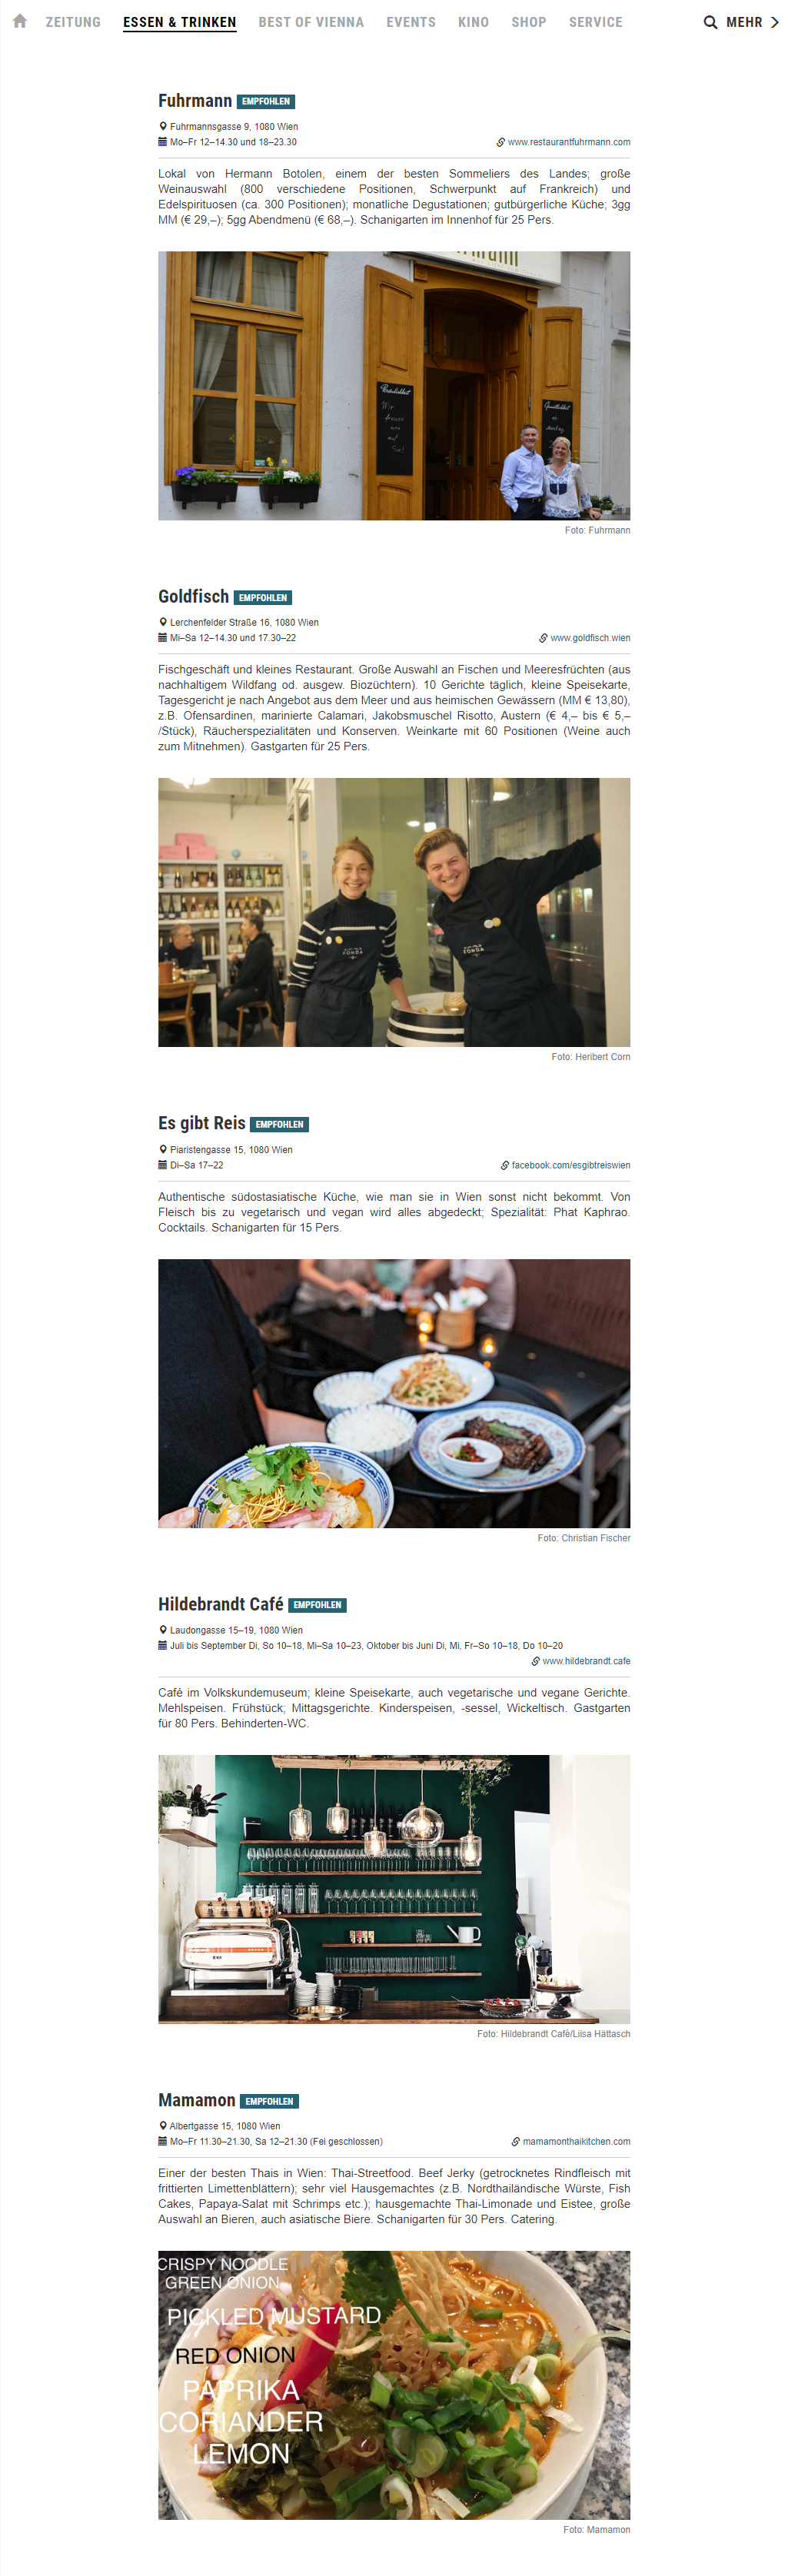 ZEITUNG ESSEN & TRINKEN BEST OF VIENNA EVENTS KINO SHOP SERVICE MEHR
Fuhrmann EMPFOHLEN
Fuhrmannsgasse 9, 1080 Wien
Mo–Fr 12–14.30 und 18–23.30 www.restaurantfuhrmann.com
Lokal von Hermann Botolen, einem der besten Sommeliers des Landes; große
Weinauswahl (800 verschiedene Positionen, Schwerpunkt auf Frankreich) und
Edelspirituosen (ca. 300 Positionen); monatliche Degustationen; gutbürgerliche Küche; 3gg
MM (€ 29,–); 5gg Abendmenü (€ 68,–). Schanigarten im Innenhof für 25 Pers.
Persönlichkeit
Wir freuen uns auf Sie!
Foto: Fuhrmann
Goldfisch EMPFOHLEN
Lerchenfelder Straße 16, 1080 Wien
Mi–Sa 12–14.30 und 17.30–22 www.goldfisch.wien
Fischgeschäft und kleines Restaurant. Große Auswahl an Fischen und Meeresfrüchten (aus
nachhaltigem Wildfang od. ausgew. Biozüchtern). 10 Gerichte täglich, kleine Speisekarte,
Tagesgericht je nach Angebot aus dem Meer und aus heimischen Gewässern (MM € 13,80),
z.B. Ofensardinen, marinierte Calamari, Jakobsmuschel Risotto, Austern (€ 4,– bis € 5,–
/Stück), Räucherspezialitäten und Konserven. Weinkarte mit 60 Positionen (Weine auch
zum Mitnehmen). Gastgarten für 25 Pers.
FONDA
FONDA
Foto: Heribert Corn
Es gibt Reis EMPFOHLEN
Piaristengasse 15, 1080 Wien
Di–Sa 17–22 facebook.com/esgibtreiswien
Authentische südostasiatische Küche, wie man sie in Wien sonst nicht bekommt. Von
Fleisch bis zu vegetarisch und vegan wird alles abgedeckt; Spezialität: Phat Kaphrao.
Cocktails. Schanigarten für 15 Pers.
Foto: Christian Fischer
Hildebrandt Café EMPFOHLEN
Laudongasse 15–19, 1080 Wien
Juli bis September Di, So 10–18, Mi–Sa 10–23, Oktober bis Juni Di, Mi, Fr–So 10–18, Do 10–20
www.hildebrandt.cafe
Café im Volkskundemuseum; kleine Speisekarte, auch vegetarische und vegane Gerichte.
Mehlspeisen. Frühstück; Mittagsgerichte. Kinderspeisen, -sessel, Wickeltisch. Gastgarten
für 80 Pers. Behinderten-WC.
Foto: Hildebrandt Café/Liisa Hättasch
Mamamon EMPFOHLEN
Albertgasse 15, 1080 Wien
Mo–Fr 11.30–21.30, Sa 12–21.30 (Fei geschlossen) mamamonthaikitchen.com
Einer der besten Thais in Wien: Thai-Streetfood. Beef Jerky (getrocknetes Rindfleisch mit
frittierten Limettenblättern); sehr viel Hausgemachtes (z.B. Nordthailändische Würste, Fish
Cakes, Papaya-Salat mit Schrimps etc.); hausgemachte Thai-Limonade und Eistee, große
Auswahl an Bieren, auch asiatische Biere. Schanigarten für 30 Pers. Catering.
CRISPY NOODLE
GREEN ONION
PICKLED MUSTARD
RED ONION
PAPRIKA
CORIANDER
LEMON
Foto: Mamamon